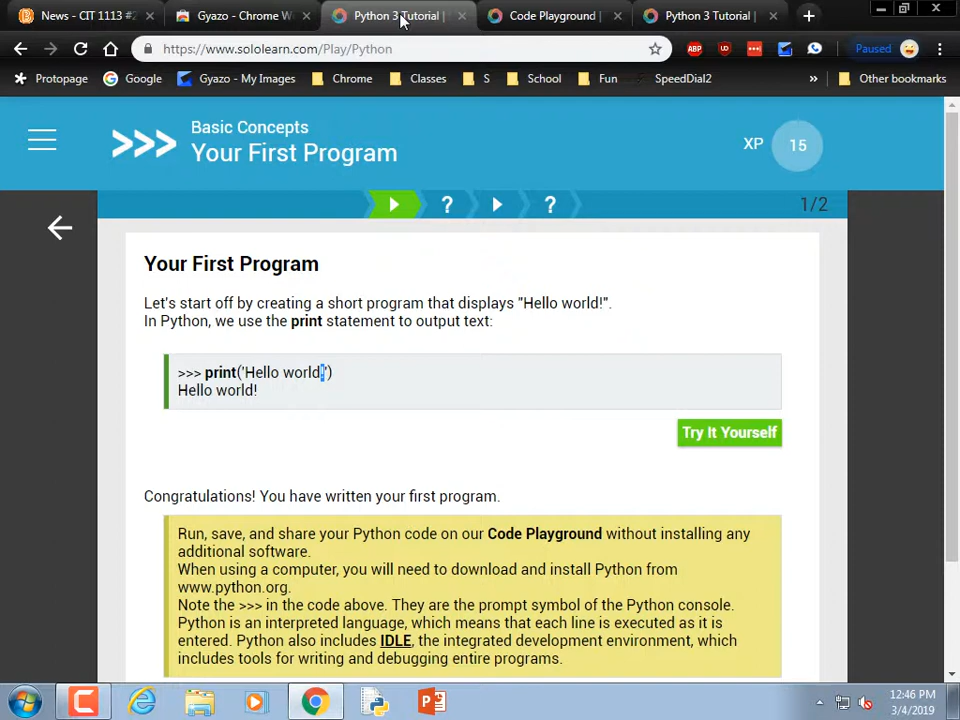 News - CIT 1113 #2
Gyazo - Chrome W
Python 3 Tutorial |
Code Playground |
Python 3 Tutorial |
https://www.sololearn.com/Play/Python
ABP
UD
Paused
Protopage
Google
Gyazo - My Images
Chrome
Classes
S
School
Fun
SpeedDial2
»
Other bookmarks
>>>
Basic Concepts
Your First Program
XP
15
?
?
1/2
Your First Program
Let's start off by creating a short program that displays "Hello world!".
In Python, we use the print statement to output text:
>>> print('Hello world!')
Hello world!
Try It Yourself
Congratulations! You have written your first program.
Run, save, and share your Python code on our Code Playground without installing any
additional software.
When using a computer, you will need to download and install Python from
www.python.org.
Note the >>> in the code above. They are the prompt symbol of the Python console.
Python is an interpreted language, which means that each line is executed as it is
entered. Python also includes IDLE, the integrated development environment, which
includes tools for writing and debugging entire programs.
12:46 PM
3/4/2019